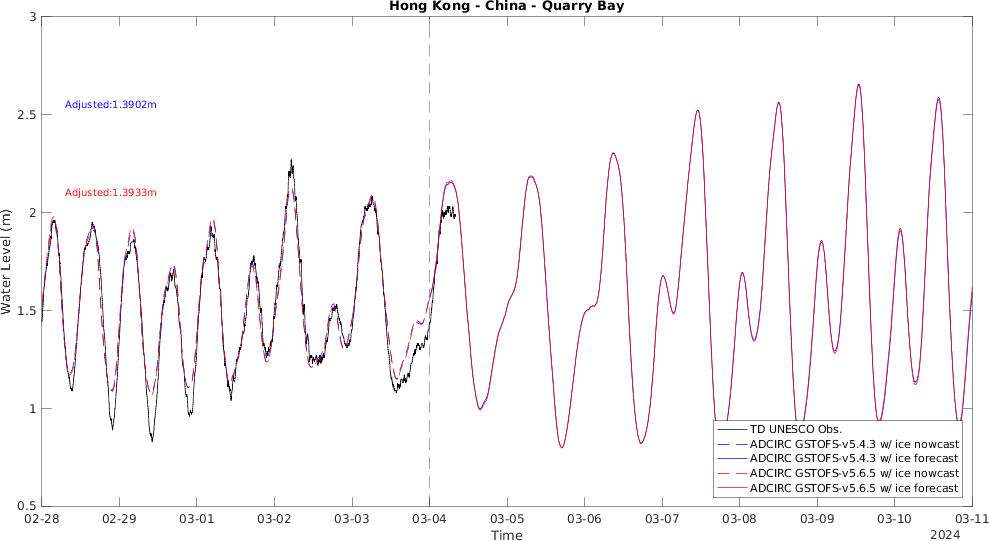 Hong Kong - China - Quarry Bay
3
2.5
2
1.5
1
0.5
Water Level (m)
Adjusted:1.3902m
Adjusted:1.3933m
TD UNESCO Obs.
ADCIRC GSTOFS-v5.4.3 w/ ice nowcast
ADCIRC GSTOFS-v5.4.3 w/ ice forecast
ADCIRC GSTOFS-v5.6.5 w/ ice nowcast
ADCIRC GSTOFS-v5.6.5 w/ ice forecast
02-28 02-29 03-01 03-02 03-03 03-04 03-05 03-06 03-07 03-08 03-09 03-10 03-11
Time
2024